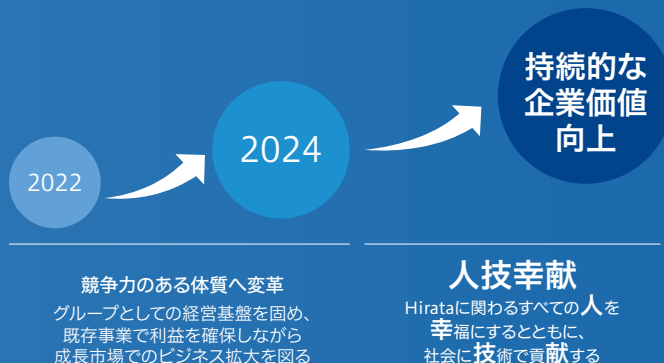 2022
2024
持続的な
企業価値
向上
競争力のある体質へ変革
グループとしての経営基盤を固め、
既存事業で利益を確保しながら
成長市場でのビジネス拡大を図る
人技幸献
Hirataに関わるすべての人を
幸福にするとともに、
社会に技術で貢献する